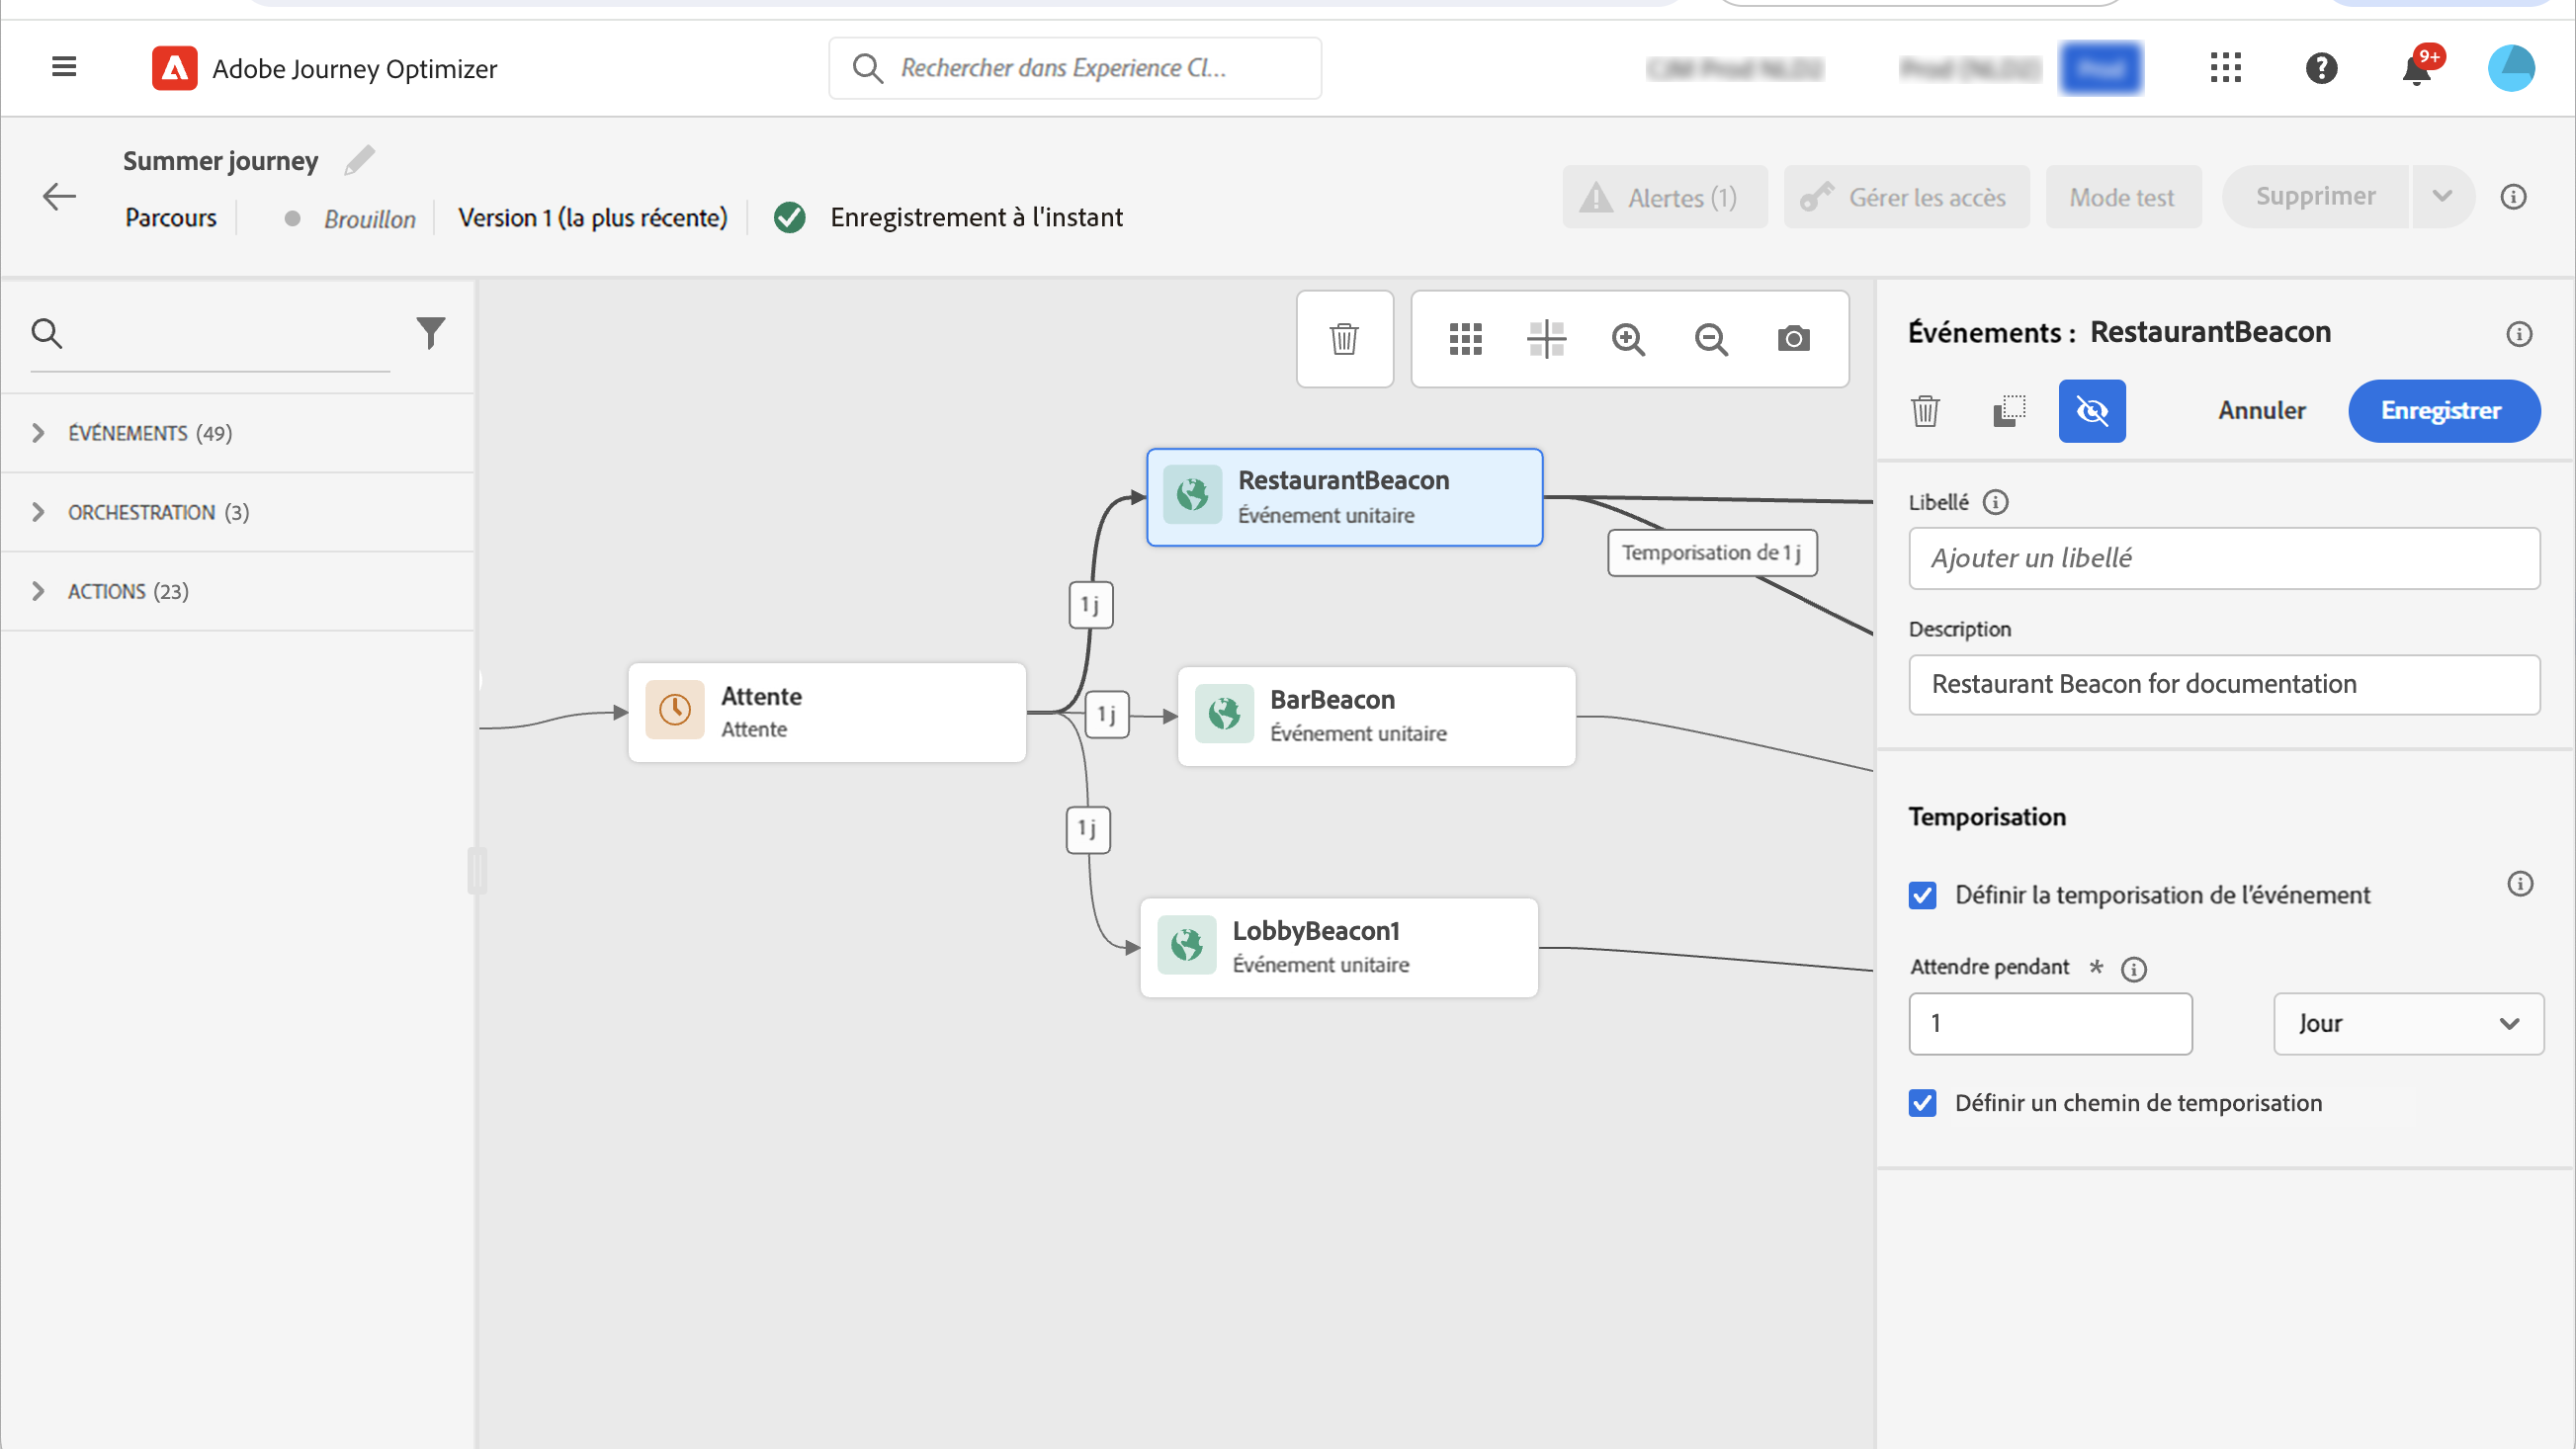 Adobe Journey Optimizer
Rechercher dans Experience Cl...
9+
Summer journey
Parcours
Brouillon
Version 1 (la plus récente)
Enregistrement à l'instant
Alertes (1)
Gérer les accès
Mode test
Supprimer
ÉVÉNEMENTS (49)
ORCHESTRATION (3)
ACTIONS (23)
Attente
Attente
1 j
1 j
1 j
RestaurantBeacon
Événement unitaire
Temporisation de 1 j
BarBeacon
Événement unitaire
LobbyBeacon1
Événement unitaire
Événements : RestaurantBeacon
Annuler
Enregistrer
Libellé
Ajouter un libellé
Description
Restaurant Beacon for documentation
Temporisation
Définir la temporisation de l'événement
Attendre pendant *
1
Jour
Définir un chemin de temporisation